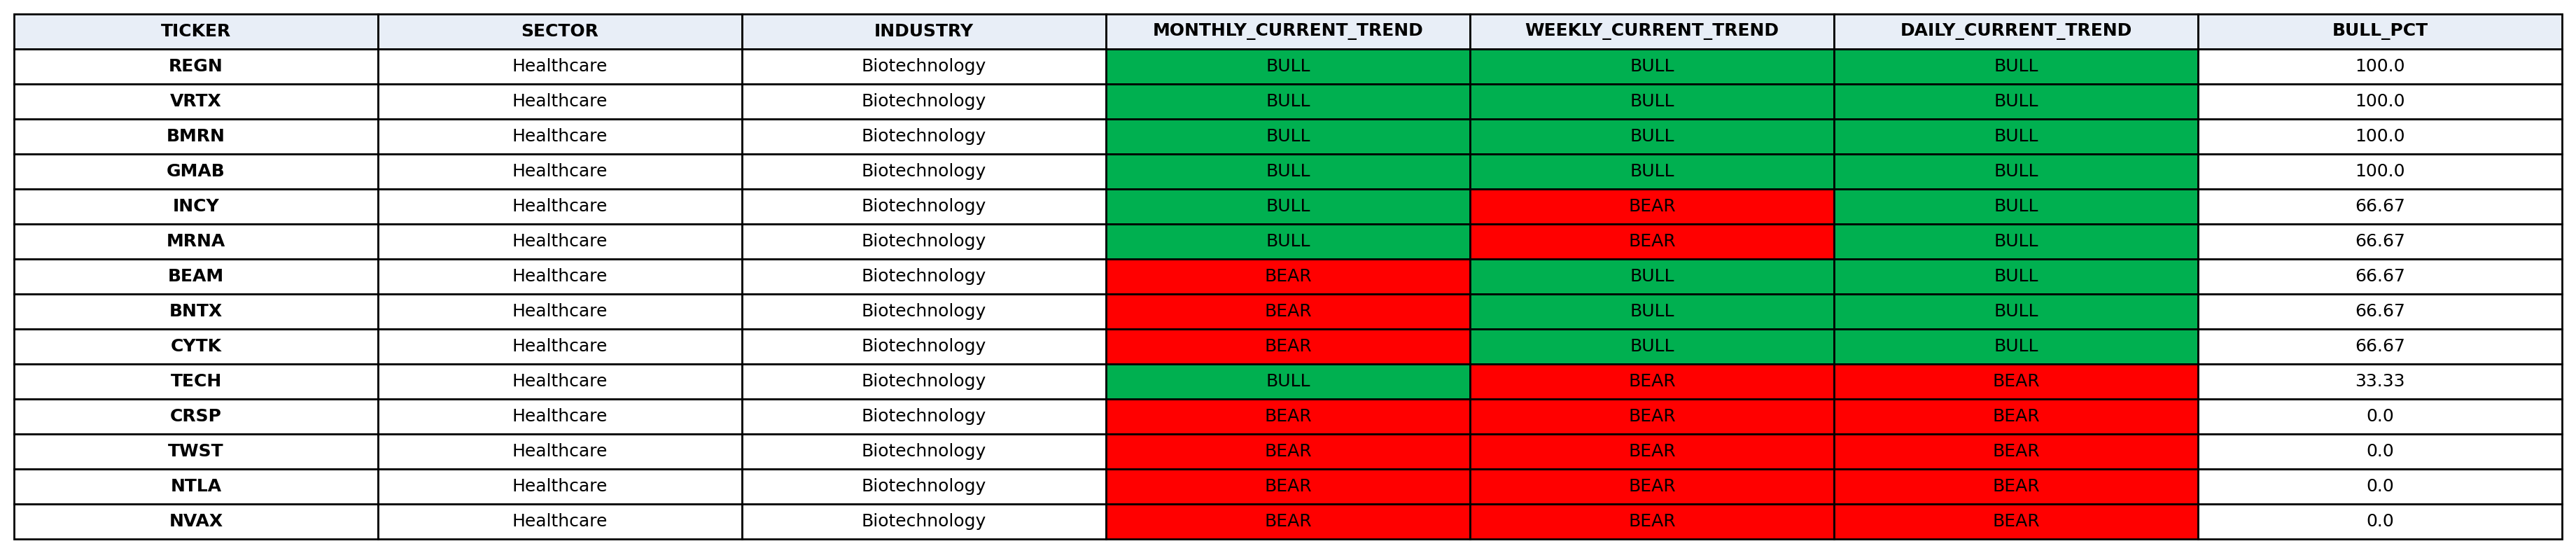 TICKER SECTOR INDUSTRY MONTHLY_CURRENT_TREND WEEKLY_CURRENT_TREND DAILY_CURRENT_TREND BULL_PCT
REGN Healthcare Biotechnology BULL BULL BULL 100.0
VRTX Healthcare Biotechnology BULL BULL BULL 100.0
BMRN Healthcare Biotechnology BULL BULL BULL 100.0
GMAB Healthcare Biotechnology BULL BULL BULL 100.0
INCY Healthcare Biotechnology BULL BEAR BULL 66.67
MRNA Healthcare Biotechnology BULL BEAR BULL 66.67
BEAM Healthcare Biotechnology BEAR BULL BULL 66.67
BNTX Healthcare Biotechnology BEAR BULL BULL 66.67
CYTK Healthcare Biotechnology BEAR BULL BULL 66.67
TECH Healthcare Biotechnology BULL BEAR BEAR 33.33
CRSP Healthcare Biotechnology BEAR BEAR BEAR 0.0
TWST Healthcare Biotechnology BEAR BEAR BEAR 0.0
NTLA Healthcare Biotechnology BEAR BEAR BEAR 0.0
NVAX Healthcare Biotechnology BEAR BEAR BEAR 0.0